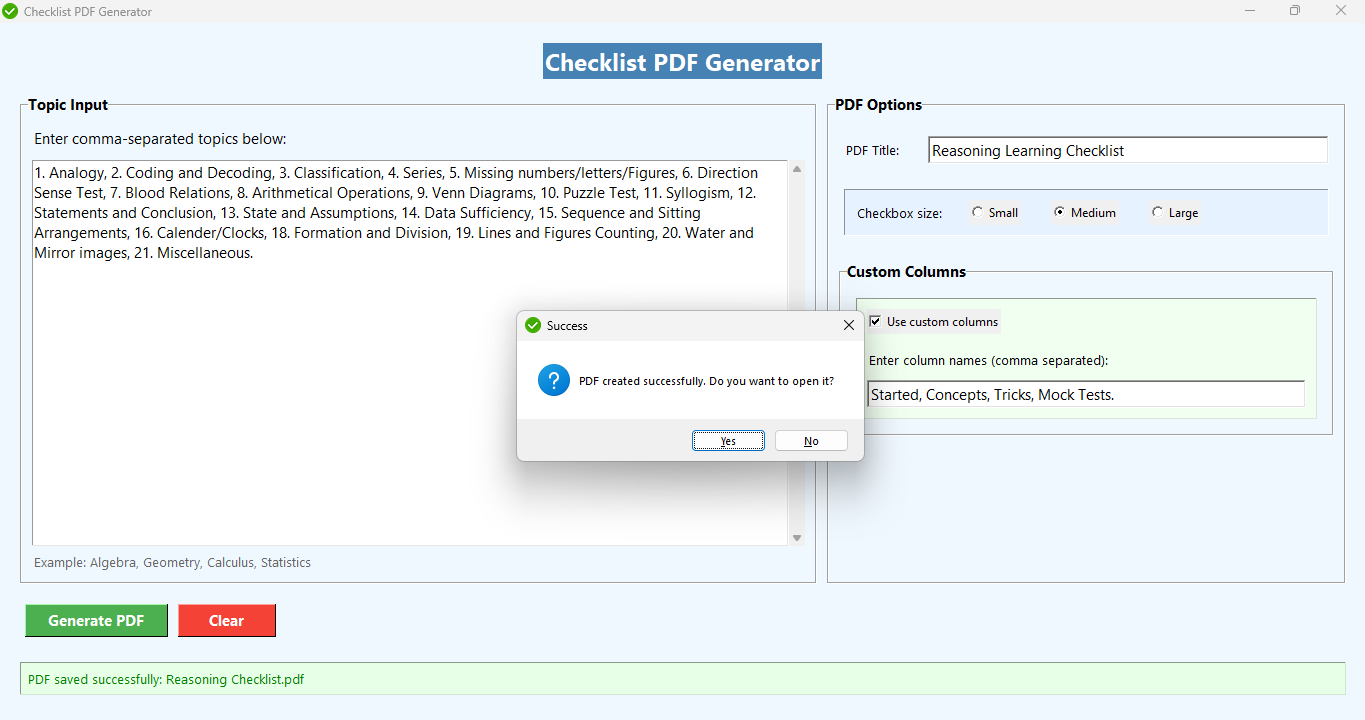 Checklist PDF Generator
Checklist PDF Generator
Topic Input
Enter comma-separated topics below:
1. Analogy, 2. Coding and Decoding, 3. Classification, 4. Series, 5. Missing numbers/letters/Figures, 6. Direction
Sense Test, 7. Blood Relations, 8. Arithmetical Operations, 9. Venn Diagrams, 10. Puzzle Test, 11. Syllogism, 12.
Statements and Conclusion, 13. State and Assumptions, 14. Data Sufficiency, 15. Sequence and Sitting
Arrangements, 16. Calender/Clocks, 18. Formation and Division, 19. Lines and Figures Counting, 20. Water and
Mirror images, 21. Miscellaneous.
Example: Algebra, Geometry, Calculus, Statistics
PDF Options
PDF Title: Reasoning Learning Checklist
Checkbox size: Small Medium Large
Custom Columns
Use custom columns
Enter column names (comma separated):
Started, Concepts, Tricks, Mock Tests.
Success
?
PDF created successfully. Do you want to open it?
Yes No
Generate PDF Clear
PDF saved successfully: Reasoning Checklist.pdf